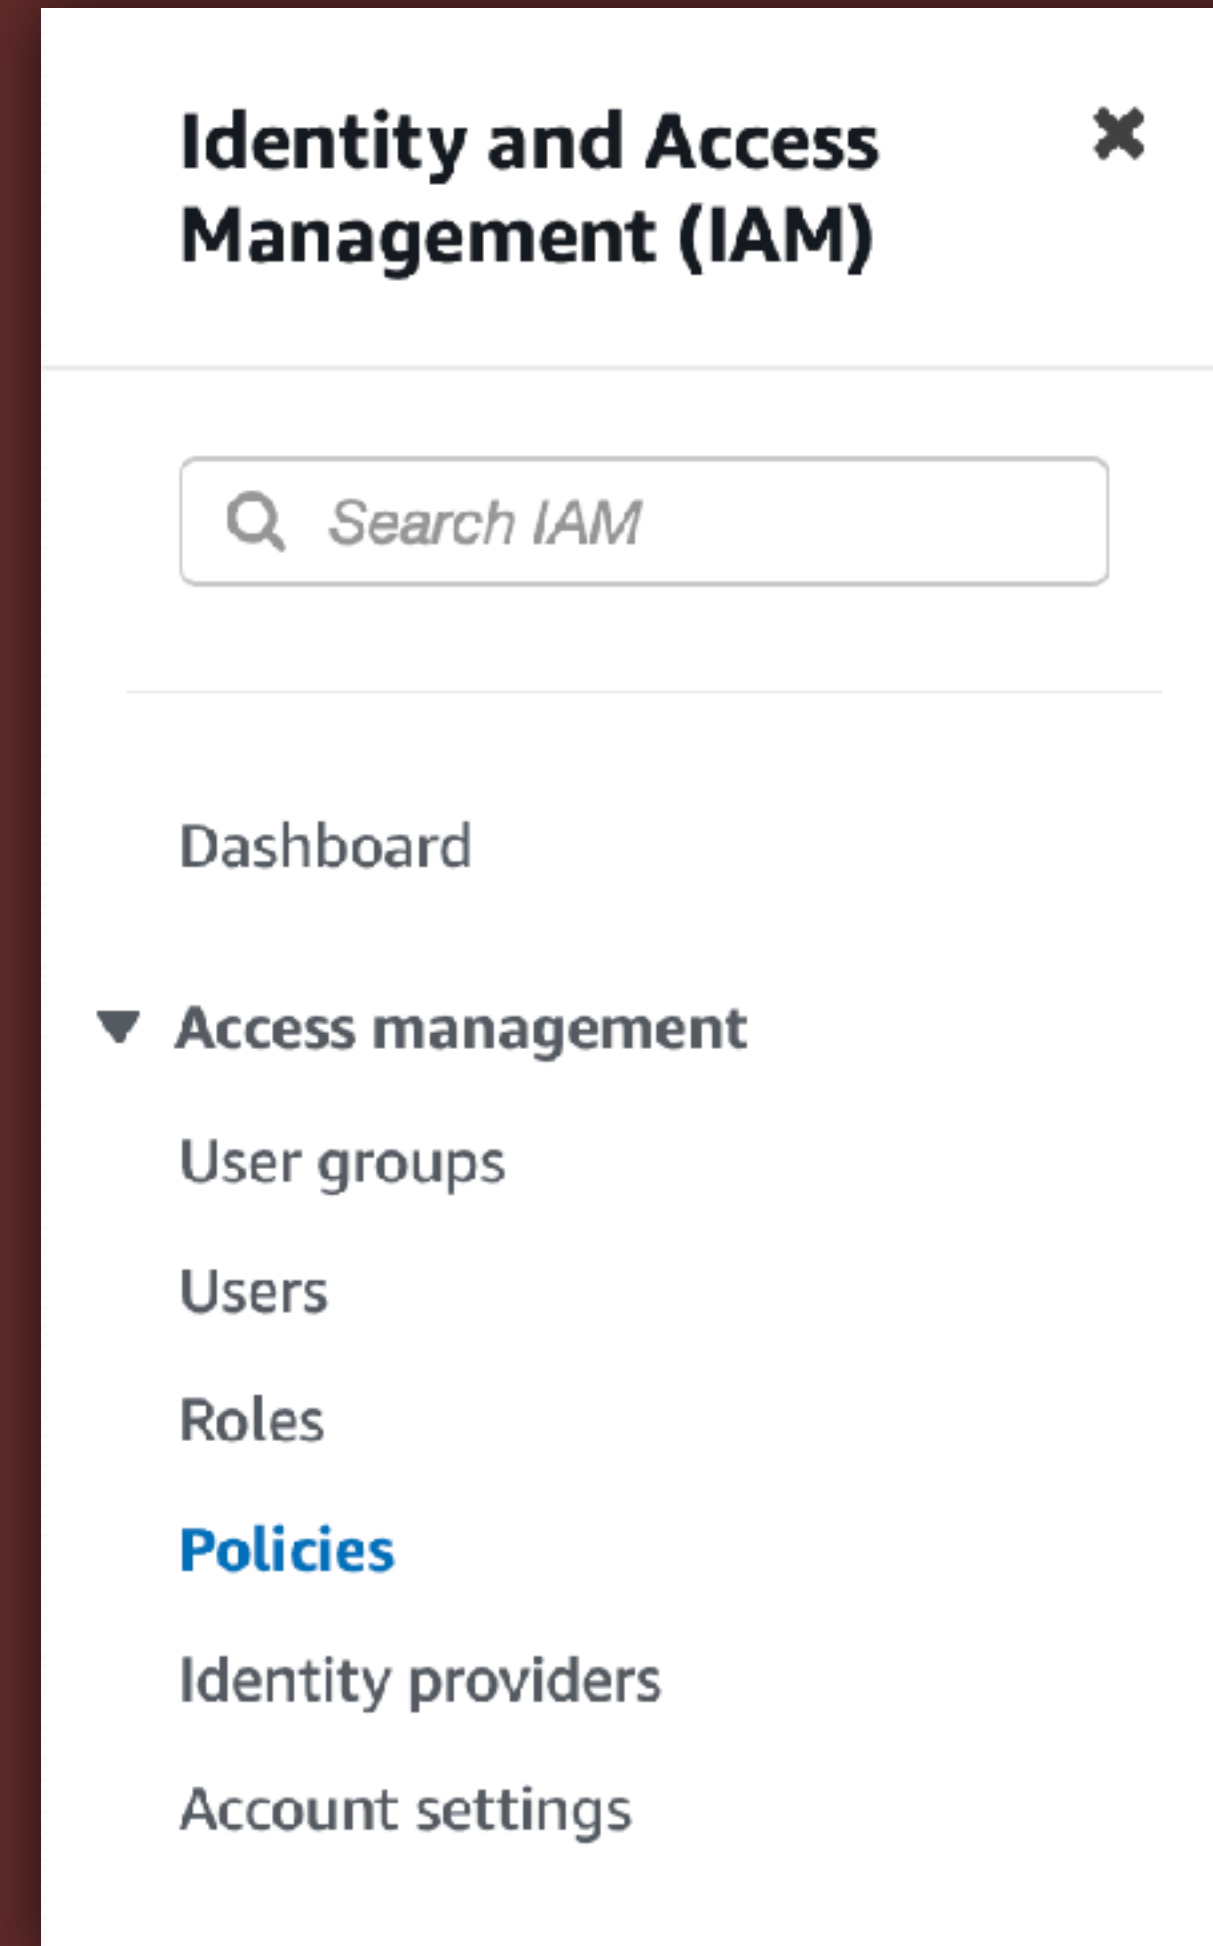 Identity and Access
Management (IAM)
Search IAM
Dashboard
Access management
User groups
Users
Roles
Policies
Identity providers
Account settings